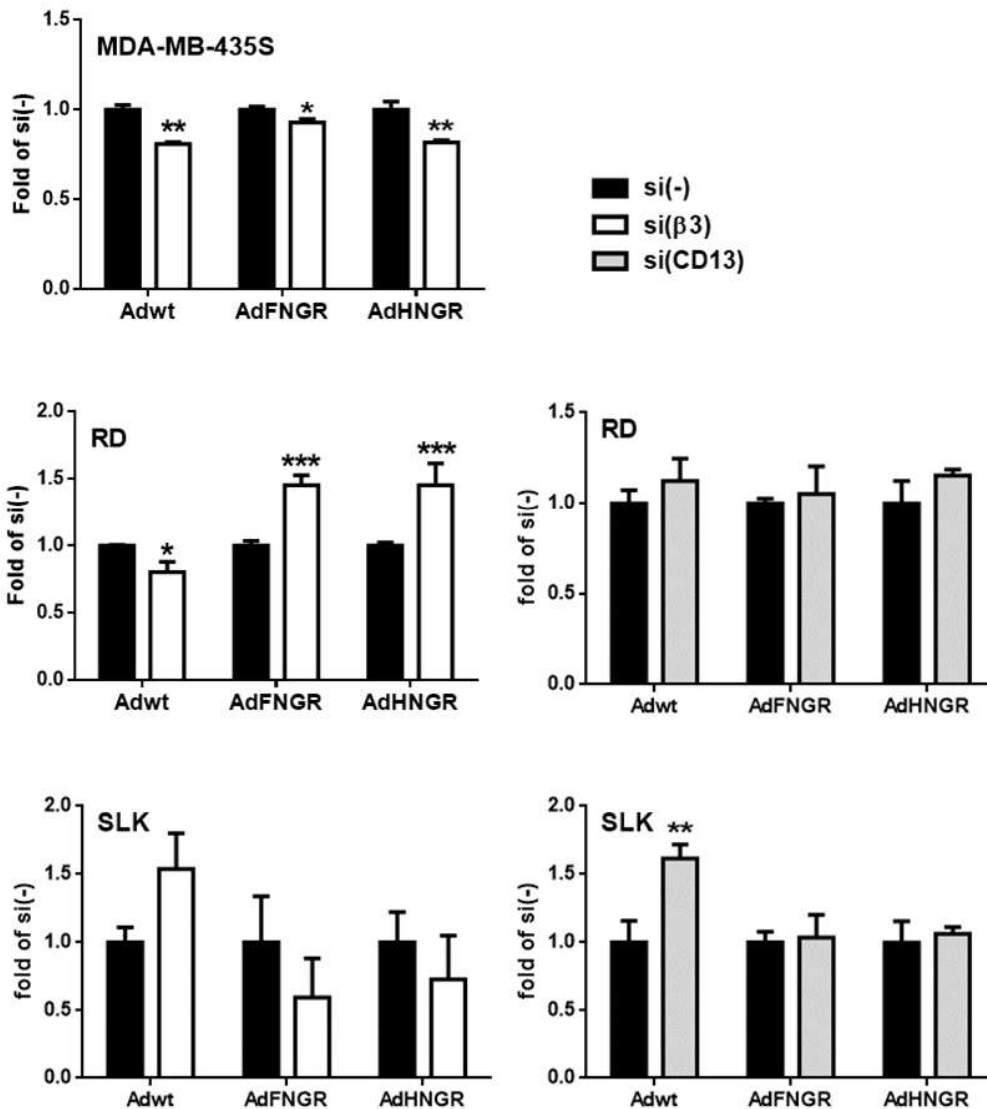 MDA-MB-435S
Fold of si(-)
1.5
1.0
0.5
0.0
**
*
**
Adwt AdFNGR AdHNGR
si(-)
si(β3)
si(CD13)
RD
Fold of si(-)
2.0
1.5
1.0
0.5
0.0
*
***
***
Adwt AdFNGR AdHNGR
RD
fold of si(-)
1.5
1.0
0.5
0.0
Adwt AdFNGR AdHNGR
SLK
fold of si(-)
2.0
1.5
1.0
0.5
0.0
Adwt AdFNGR AdHNGR
SLK
fold of si(-)
2.0
1.5
1.0
0.5
0.0
**
Adwt AdFNGR AdHNGR